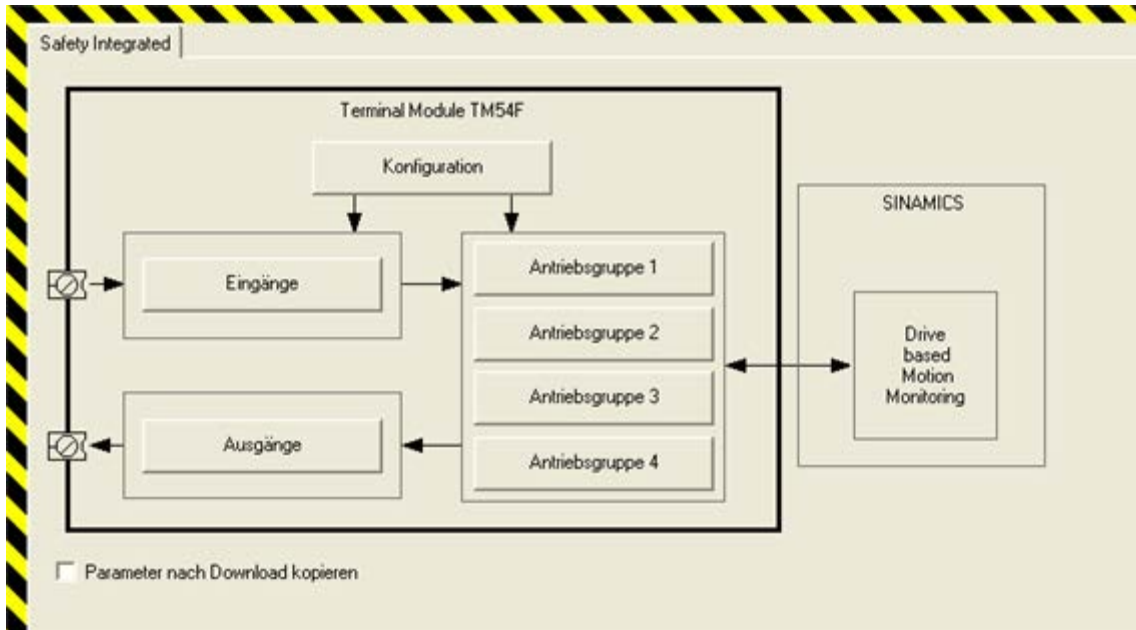 Safety Integrated
Terminal Module TM54F
Konfiguration
SINAMICS
Eingänge
Antriebsgruppe 1
Antriebsgruppe 2
Antriebsgruppe 3
Antriebsgruppe 4
Ausgänge
Drive
based
Motion
Monitoring
Parameter nach Download kopieren